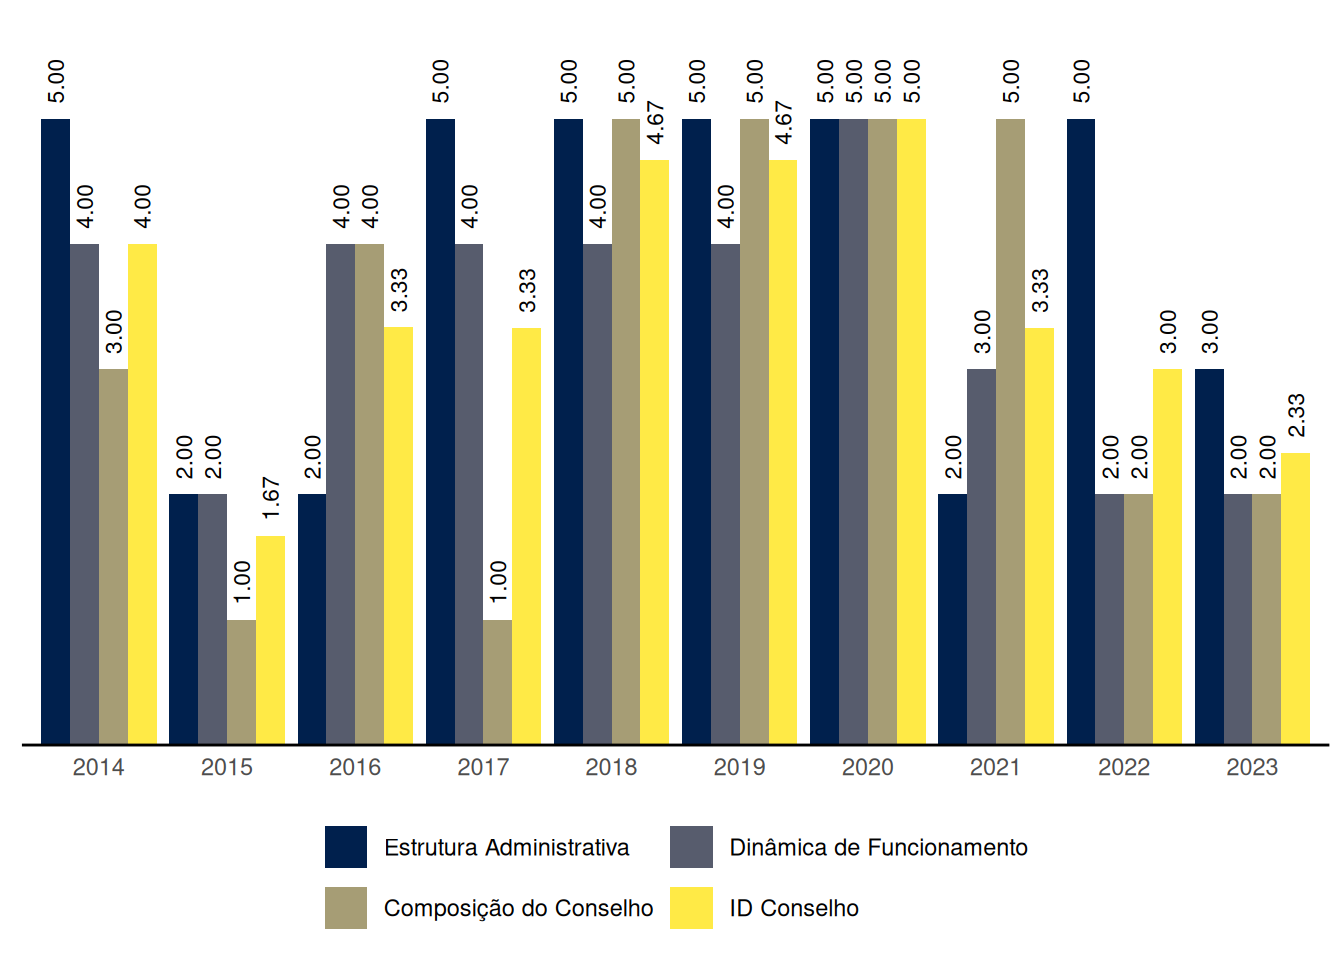 5.00 4.00 3.00 4.00
2.00 2.00 1.00 1.67
2.00 4.00 4.00 3.33
5.00 4.00 1.00 3.33
5.00 4.00 5.00 4.67
5.00 4.00 5.00 4.67
5.00 5.00 5.00 5.00
2.00 3.00 5.00 3.33
5.00 2.00 2.00 3.00
3.00 2.00 2.00 2.33
2014 2015 2016 2017 2018 2019 2020 2021 2022 2023
Estrutura Administrativa Dinâmica de Funcionamento
Composição do Conselho ID Conselho